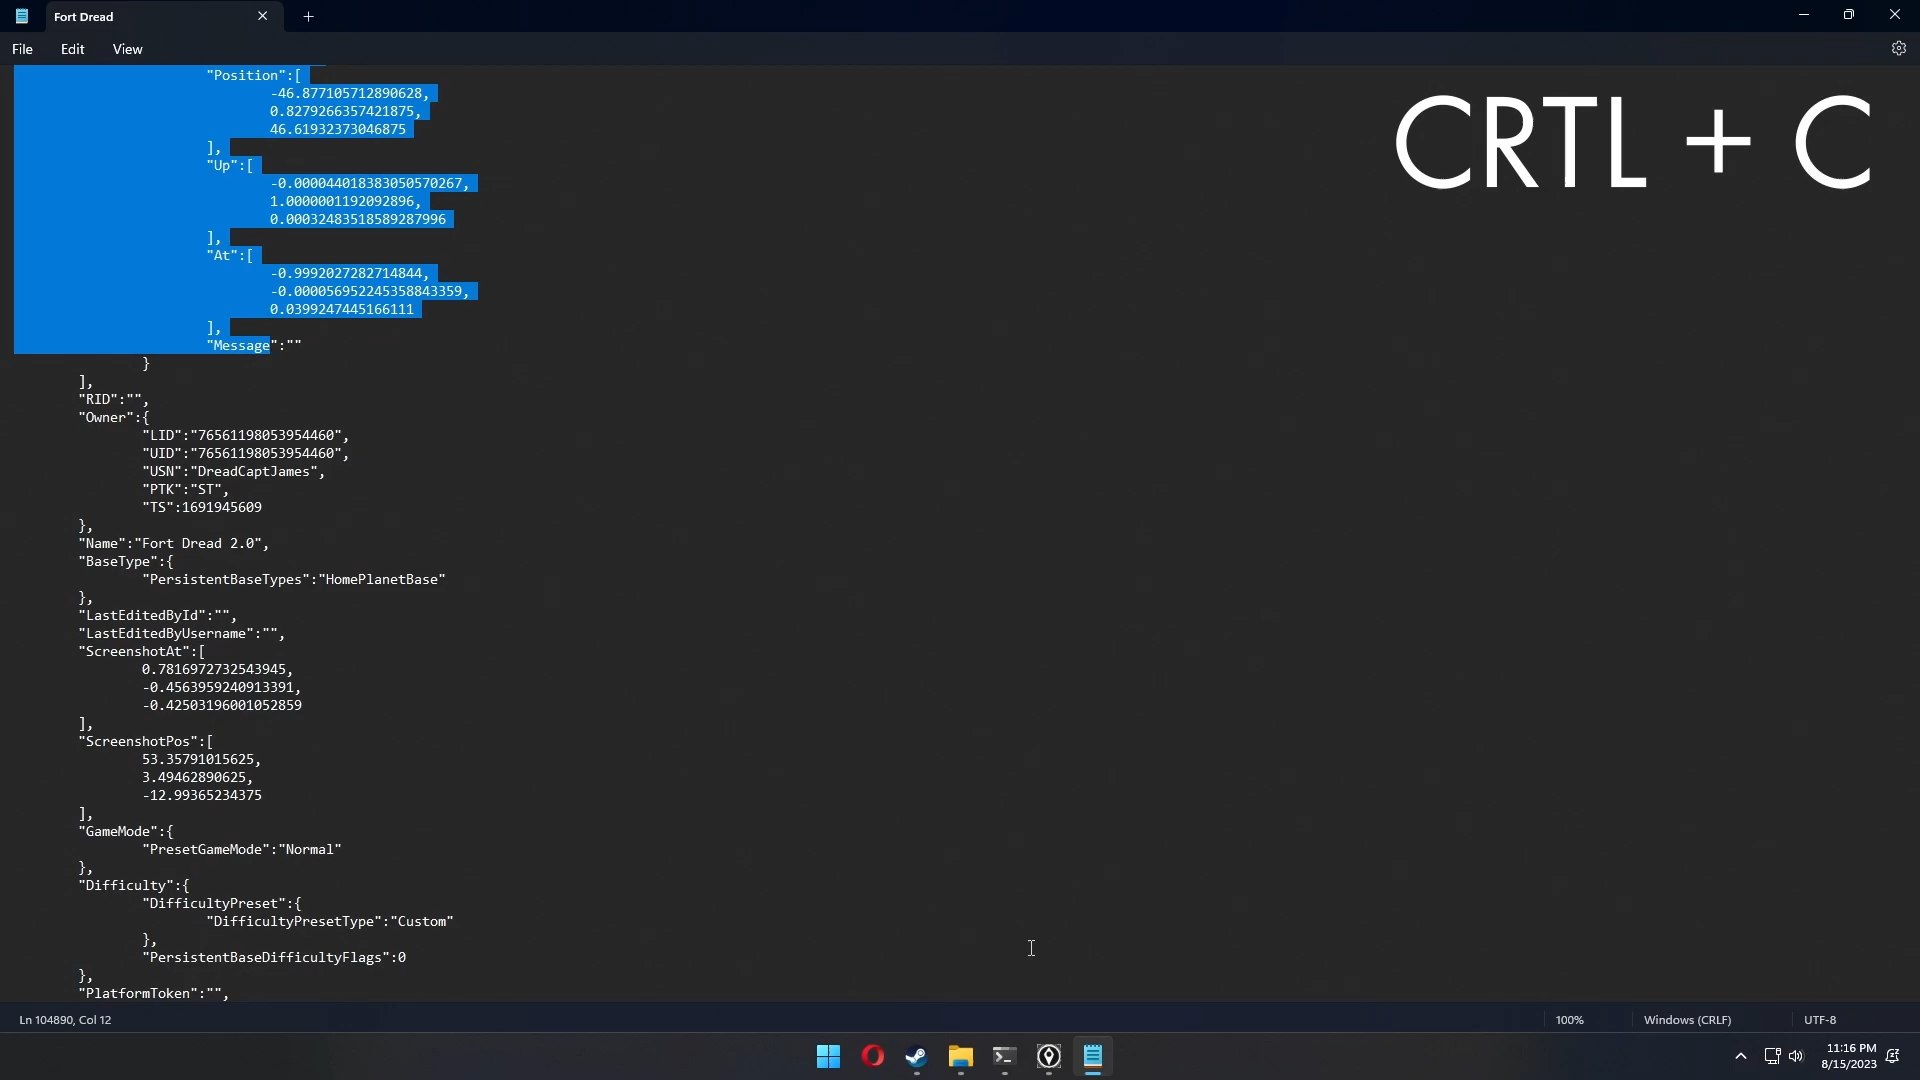 Fort Dread
File Edit View
CRTL + C
"Position":[
-46.877105712890628,
0.8279266357421875,
46.61932373046875
],
"Up":[
-0.000044018383050570267,
1.0000001192092896,
0.00032483518589287996
],
"At":[
-0.9992027282714844,
-0.000056952245358843359,
0.0399247445166111
],
"Message":""
}
],
"RID":"",
"Owner":{
"LID":"76561198053954460",
"UID":"76561198053954460",
"USN":"DreadCaptJames",
"PTK":"ST",
"TS":1691945609
},
"Name":"Fort Dread 2.0",
"BaseType":{
"PersistentBaseTypes":"HomePlanetBase"
},
"LastEditedById":"",
"LastEditedByUsername":"",
"ScreenshotAt":[
0.7816972732543945,
-0.4563959240913391,
-0.42503196001052859
],
"ScreenshotPos":[
53.35791015625,
3.49462890625,
-12.99365234375
],
"GameMode":{
"PresetGameMode":"Normal"
},
"Difficulty":{
"DifficultyPreset":{
"DifficultyPresetType":"Custom"
},
"PersistentBaseDifficultyFlags":0
},
"PlatformToken":"",
Ln 104890, Col 12
100%
Windows (CRLF)
UTF-8
11:16 PM
8/15/2023